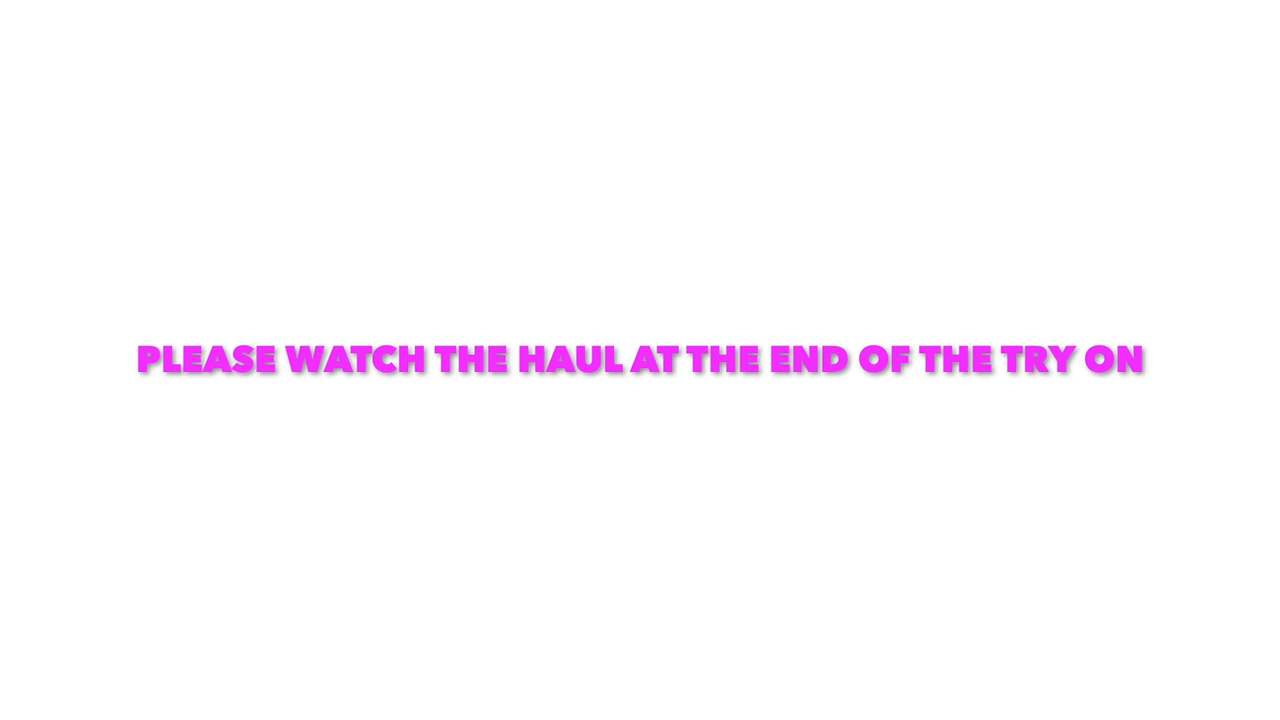 PLEASE WATCH THE HAUL AT THE END OF THE TRY ON